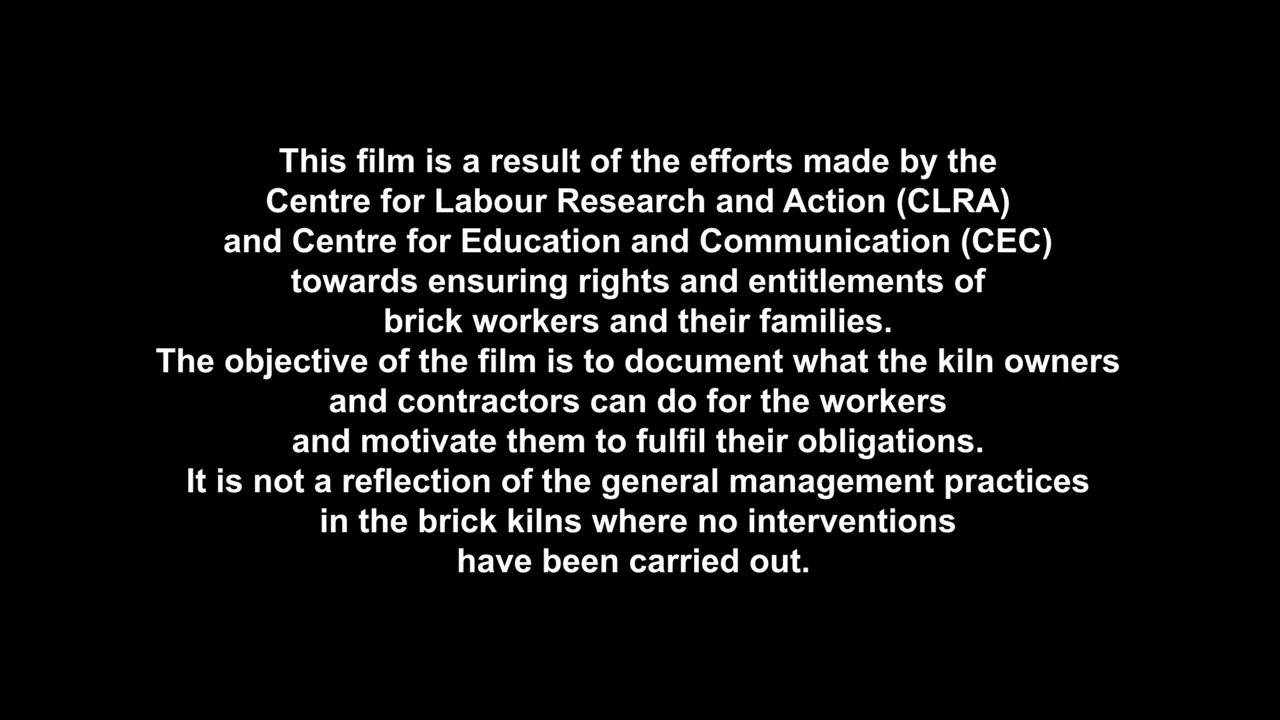 This film is a result of the efforts made by the
Centre for Labour Research and Action (CLRA)
and Centre for Education and Communication (CEC)
towards ensuring rights and entitlements of
brick workers and their families.
The objective of the film is to document what the kiln owners
and contractors can do for the workers
and motivate them to fulfil their obligations.
It is not a reflection of the general management practices
in the brick kilns where no interventions
have been carried out.